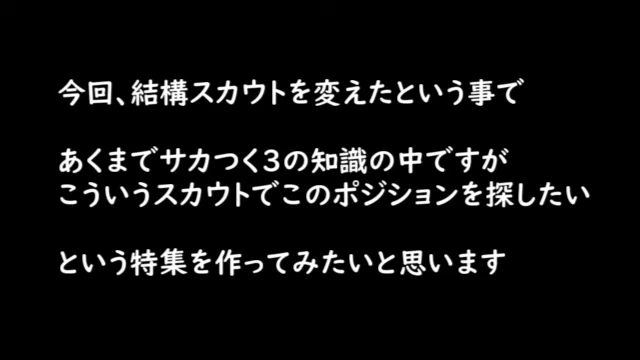 今回、結構スカウトを変えたという事で
あくまでサカつく3の知識の中ですが
こういうスカウトでこのポジションを探したい
という特集を作ってみたいと思います